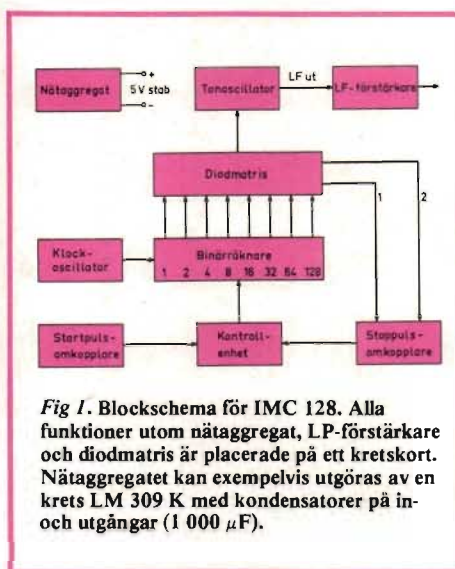 Nätaggregat
+
5 V stab
−
Tonoscillator
LF ut
LF-förstärkare
Diodmatris
1
2
Klock-
oscillator
Binärräknare
1 2 4 8 16 32 64 128
Startpuls-
omkopplare
Kontroll-
enhet
Stoppuls-
omkopplare
Fig 1. Blockschema för IMC 128. Alla
funktioner utom nätaggregat, LP-förstärkare
och diodmatris är placerade på ett kretskort.
Nätaggregatet kan exempelvis utgöras av en
krets LM 309 K med kondensatorer på in-
och utgångar (1 000 μF).